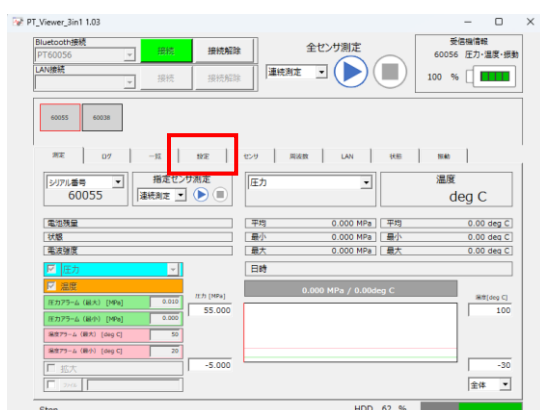 PT_Viewer_3in1 1.03
Bluetooth接続
PT60056 接続 接続解除
LAN接続
接続 接続解除
全センサ測定
連続測定
受信機情報
60056 圧力・温度・振動
100 %
60055 60038
測定 ログ 一括 設定 センサ 周波数 LAN 状態 振動
シリアル番号
60055
指定センサ測定
連続測定
圧力
温度
deg C
電池残量
状態
電波強度
平均 0.000 MPa 平均 0.00 deg C
最小 0.000 MPa 最小 0.00 deg C
最大 0.000 MPa 最大 0.00 deg C
圧力
温度
圧力アラーム (最大) [MPa] 0.010
圧力アラーム (最小) [MPa] 0.000
温度アラーム (最大) [deg C] 50
温度アラーム (最小) [deg C] 20
拡大
日時
0.000 MPa / 0.00deg C
圧力 [MPa]
55.000
-5.000
温度[deg C]
100
-30
全体
Stop
HDD 62 %